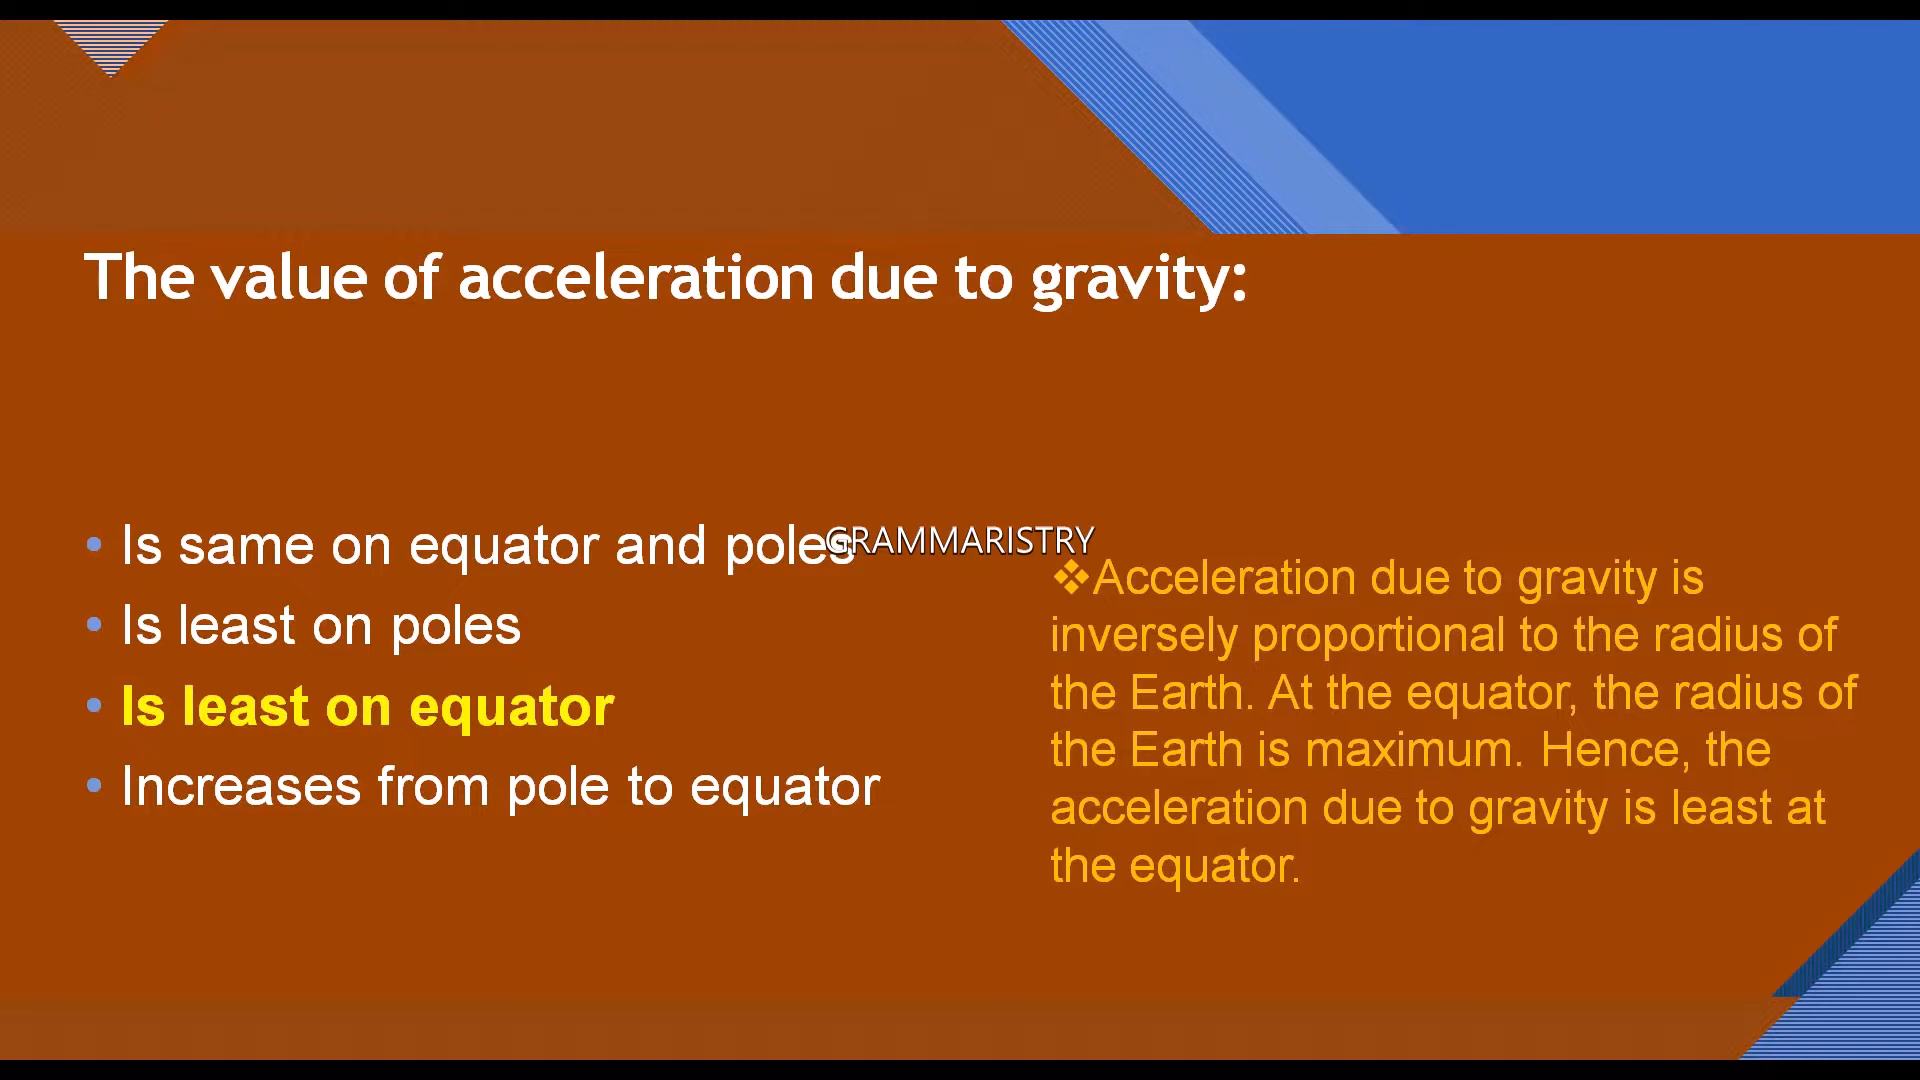 The value of acceleration due to gravity:
• Is same on equator and poles
• Is least on poles
• Is least on equator
• Increases from pole to equator
GRAMMARISTRY
❖Acceleration due to gravity is
inversely proportional to the radius of
the Earth. At the equator, the radius of
the Earth is maximum. Hence, the
acceleration due to gravity is least at
the equator.